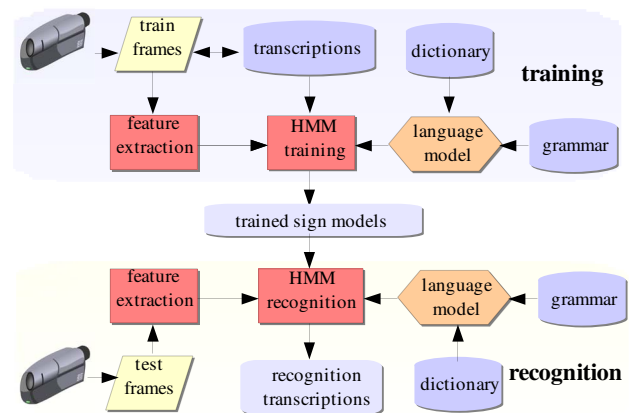 train
frames
transcriptions
dictionary
training
feature
extraction
HMM
training
language
model
grammar
trained sign models
feature
extraction
HMM
recognition
language
model
grammar
test
frames
recognition
transcriptions
dictionary
recognition